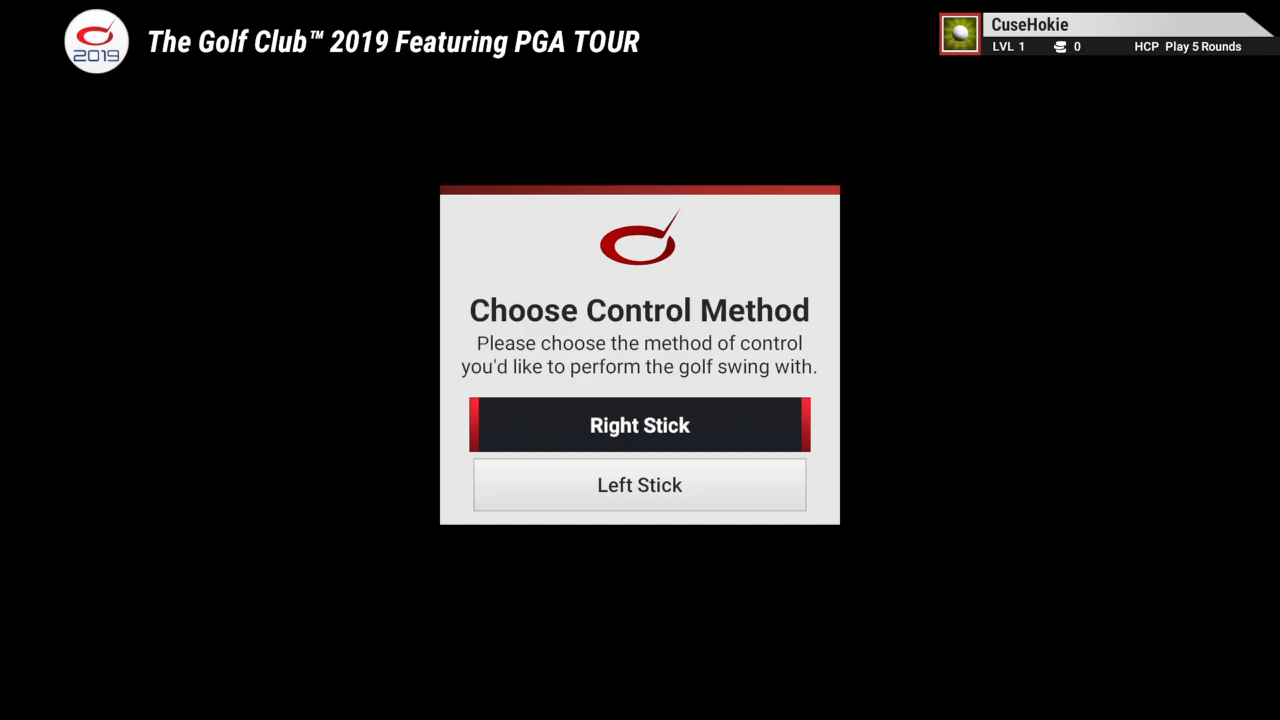 2019
The Golf Club™ 2019 Featuring PGA TOUR
CuseHokie
LVL 1 0 HCP Play 5 Rounds
Choose Control Method
Please choose the method of control
you'd like to perform the golf swing with.
Right Stick
Left Stick